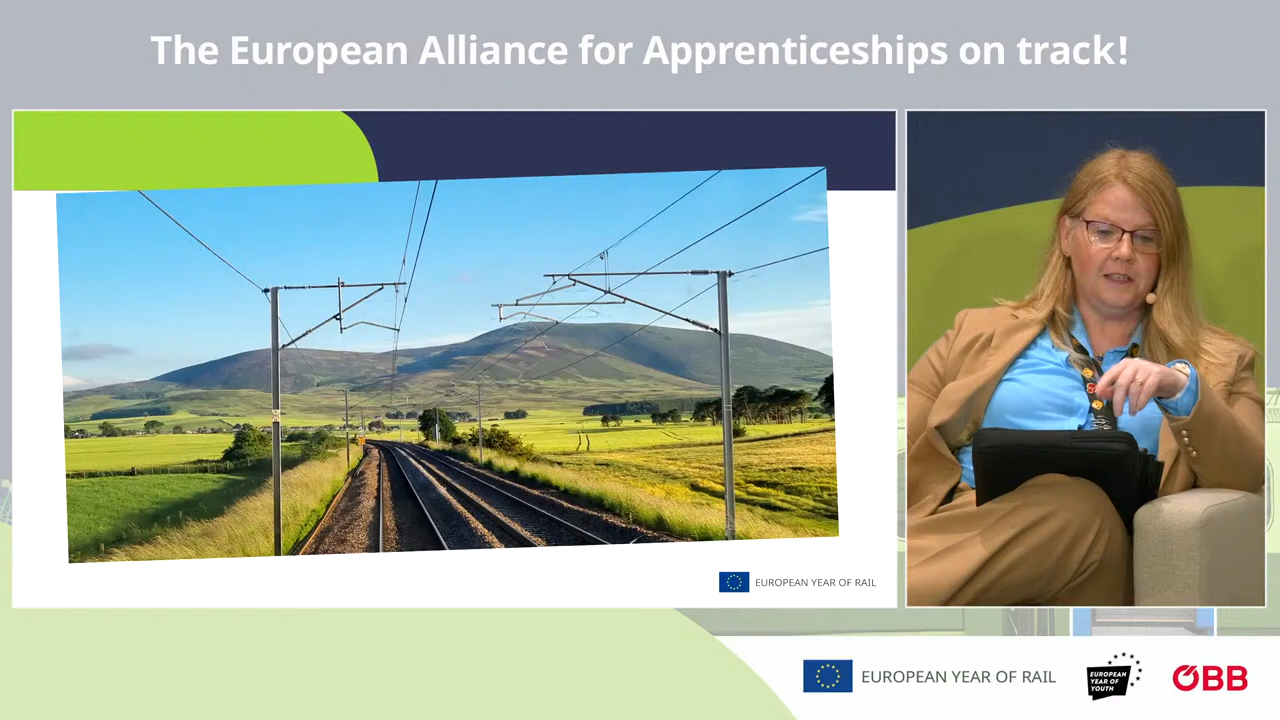 The European Alliance for Apprenticeships on track!
EUROPEAN YEAR OF RAIL
EUROPEAN YEAR OF RAIL
EUROPEAN
YEAR OF
YOUTH
ÖBB